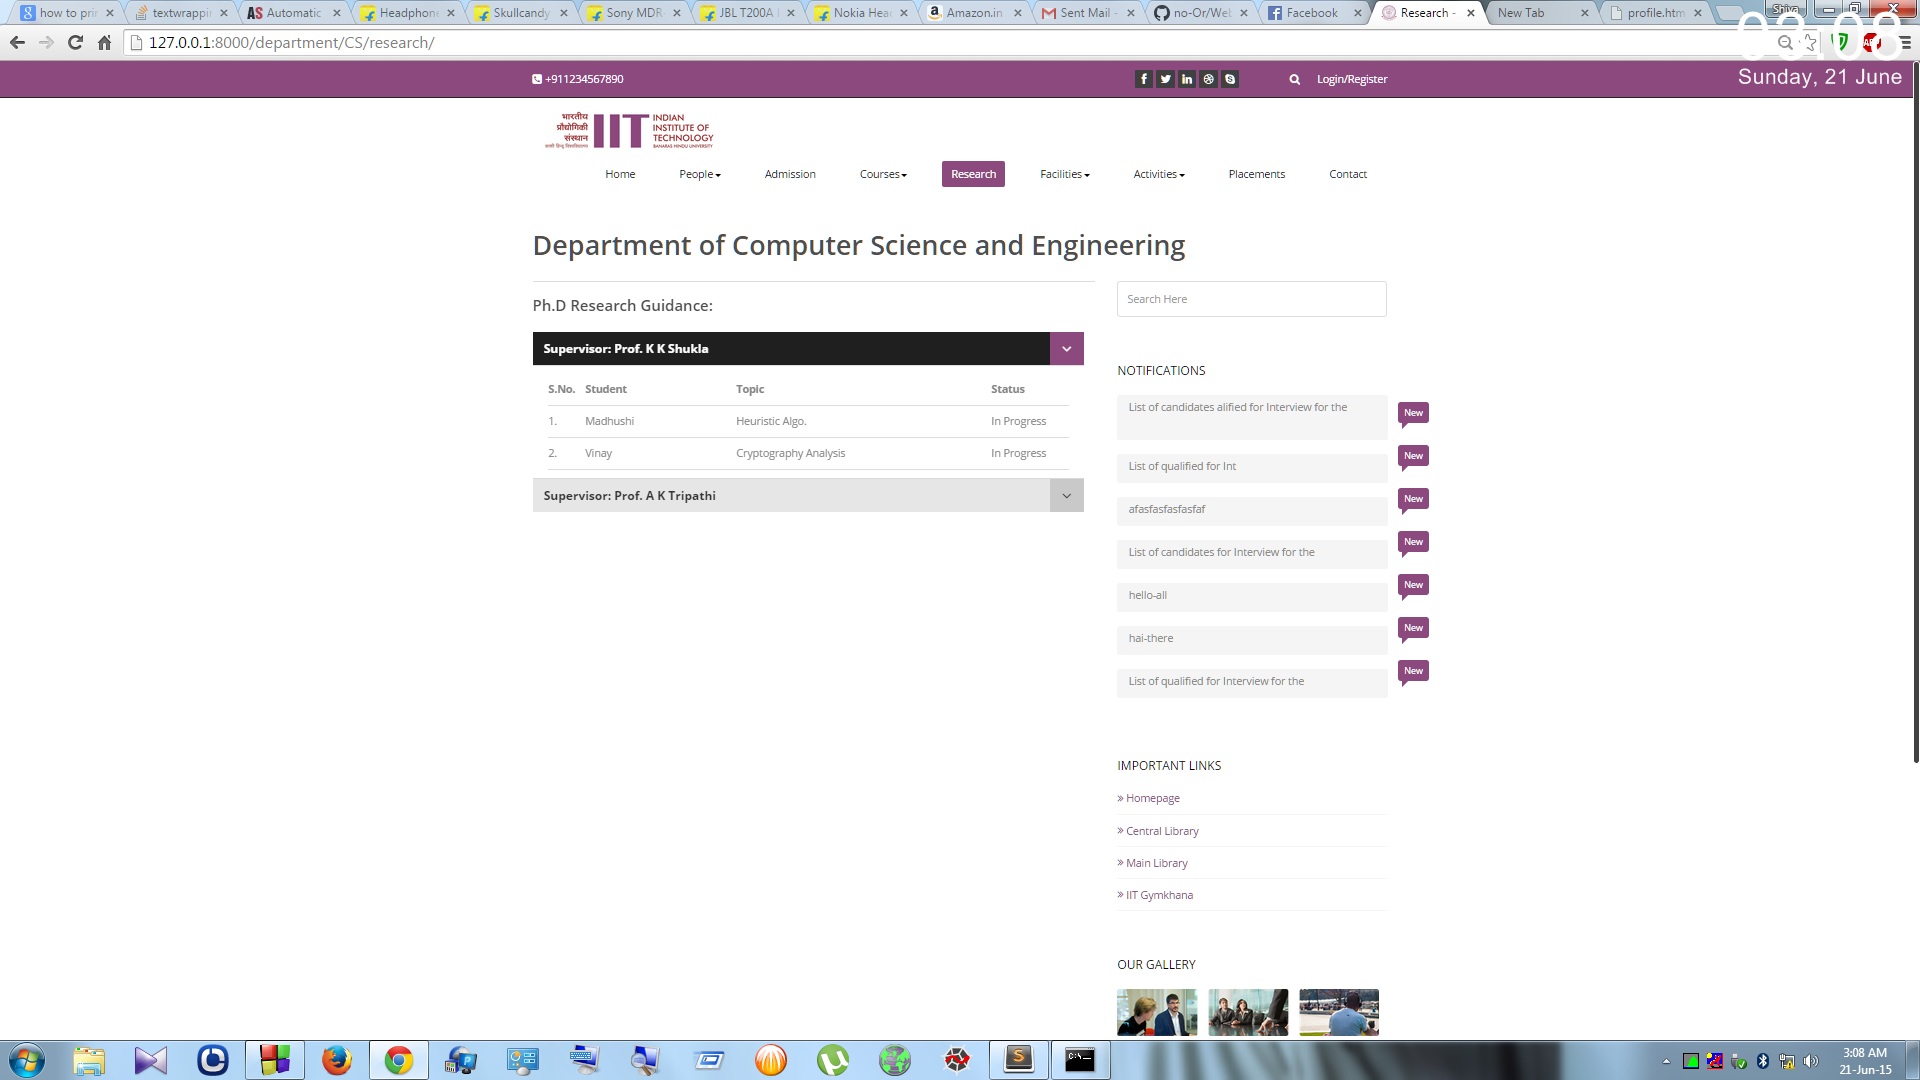 how to prin
textwrappi
Automatic
Headphone
Skullcandy
Sony MDR-
JBL T200A
Nokia Hea
Amazon.in
Sent Mail -
no-Or/Web
Facebook
Research -
New Tab
profile.htm
Shiva
127.0.0.1:8000/department/CS/research/
03:08
Sunday, 21 June
+911234567890
Login/Register
भारतीय
प्रौद्योगिकी
संस्थान
IIT
INDIAN
INSTITUTE OF
TECHNOLOGY
BANARAS HINDU UNIVERSITY
Home
People
Admission
Courses
Research
Facilities
Activities
Placements
Contact
Department of Computer Science and Engineering
Ph.D Research Guidance:
Supervisor: Prof. K K Shukla
S.No. Student Topic Status
1. Madhushi Heuristic Algo. In Progress
2. Vinay Cryptography Analysis In Progress
Supervisor: Prof. A K Tripathi
Search Here
NOTIFICATIONS
List of candidates alified for Interview for the New
List of qualified for Int New
afasfasfasfasfaf New
List of candidates for Interview for the New
hello-all New
hai-there New
List of qualified for Interview for the New
IMPORTANT LINKS
» Homepage
» Central Library
» Main Library
» IIT Gymkhana
OUR GALLERY
3:08 AM
21-Jun-15